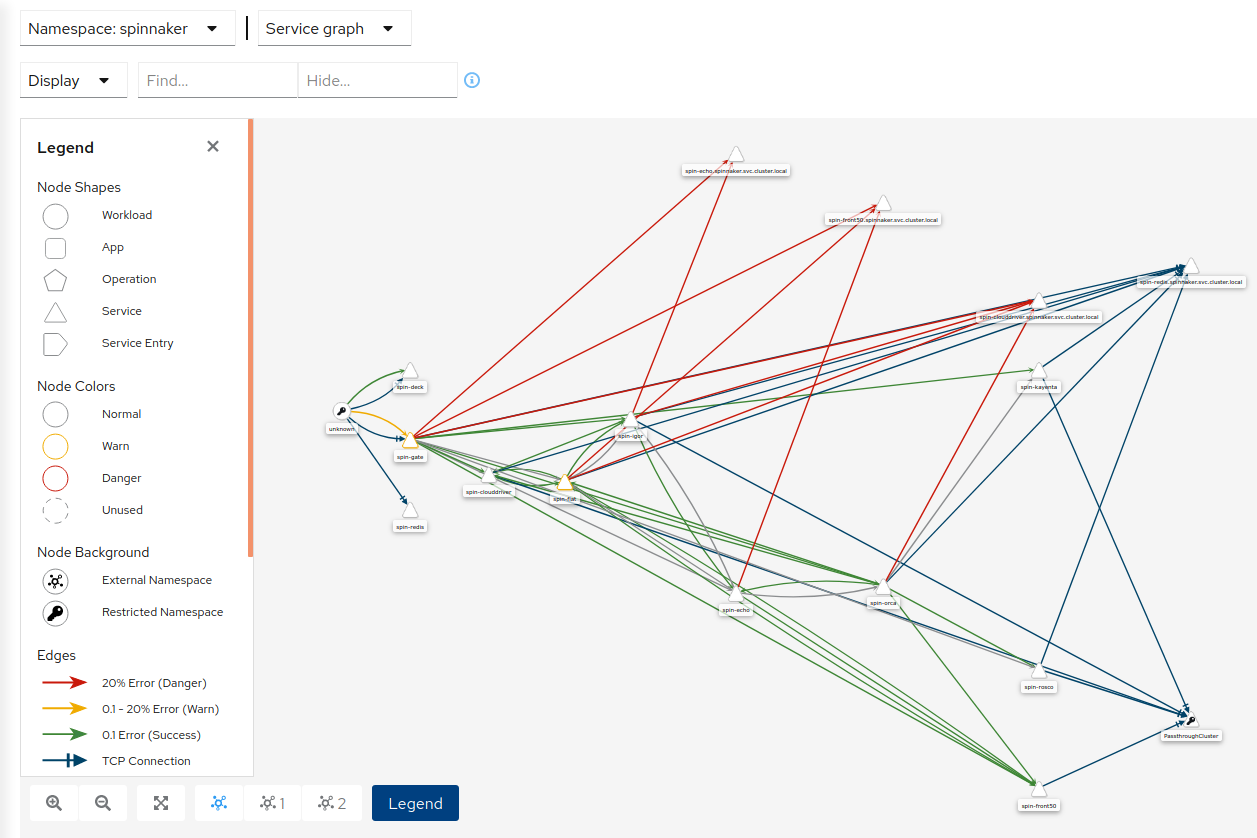 Namespace: spinnaker
Service graph
Display
Find...
Hide...
Legend
Node Shapes
Workload
App
Operation
Service
Service Entry
Node Colors
Normal
Warn
Danger
Unused
Node Background
External Namespace
Restricted Namespace
Edges
20% Error (Danger)
0.1 - 20% Error (Warn)
0.1 Error (Success)
TCP Connection
spin-echo.spinnaker.svc.cluster.local
spin-front50.spinnaker.svc.cluster.local
spin-redis.spinnaker.svc.cluster.local
spin-clouddriver.spinnaker.svc.cluster.local
spin-deck
spin-kayenta
unknown
spin-igor
spin-gate
spin-clouddriver
spin-fiat
spin-redis
spin-echo
spin-orca
spin-rosco
PassthroughCluster
spin-front50
1
2
Legend